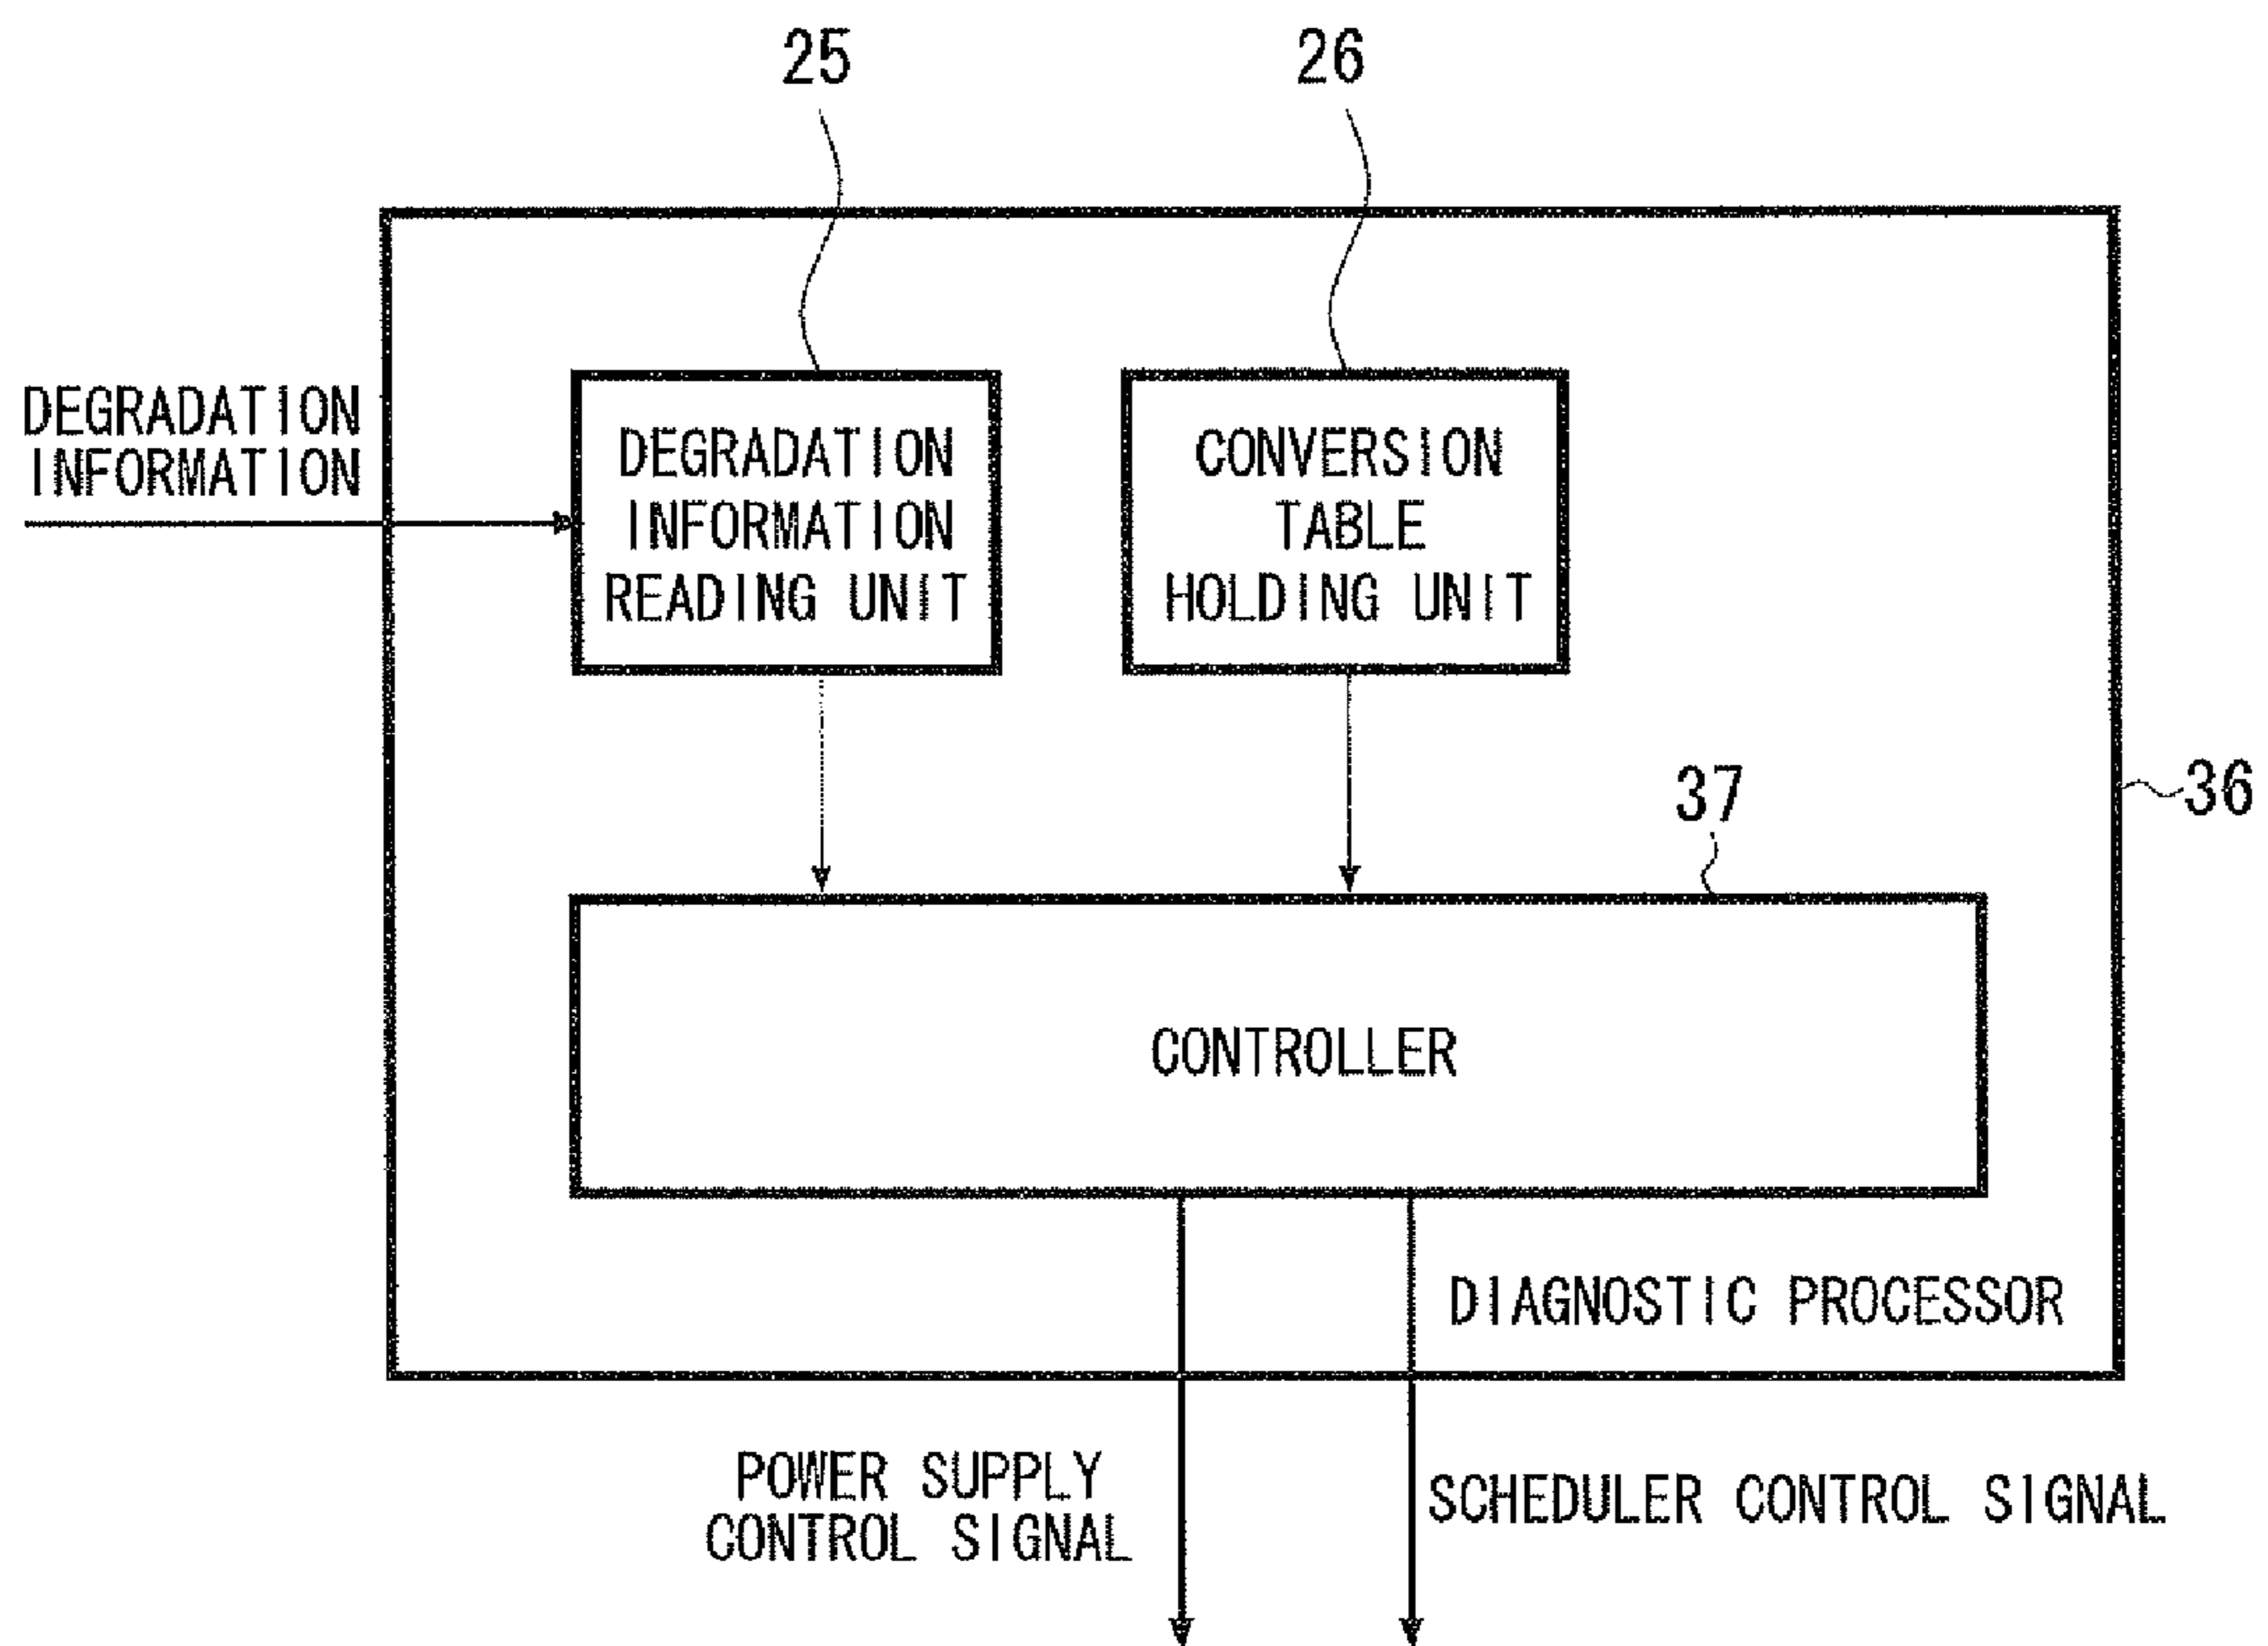 25
26
DEGRADATION
INFORMATION
DEGRADATION
INFORMATION
READING UNIT
CONVERSION
TABLE
HOLDING UNIT
36
37
CONTROLLER
DIAGNOSTIC PROCESSOR
POWER SUPPLY
CONTROL SIGNAL
SCHEDULER CONTROL SIGNAL